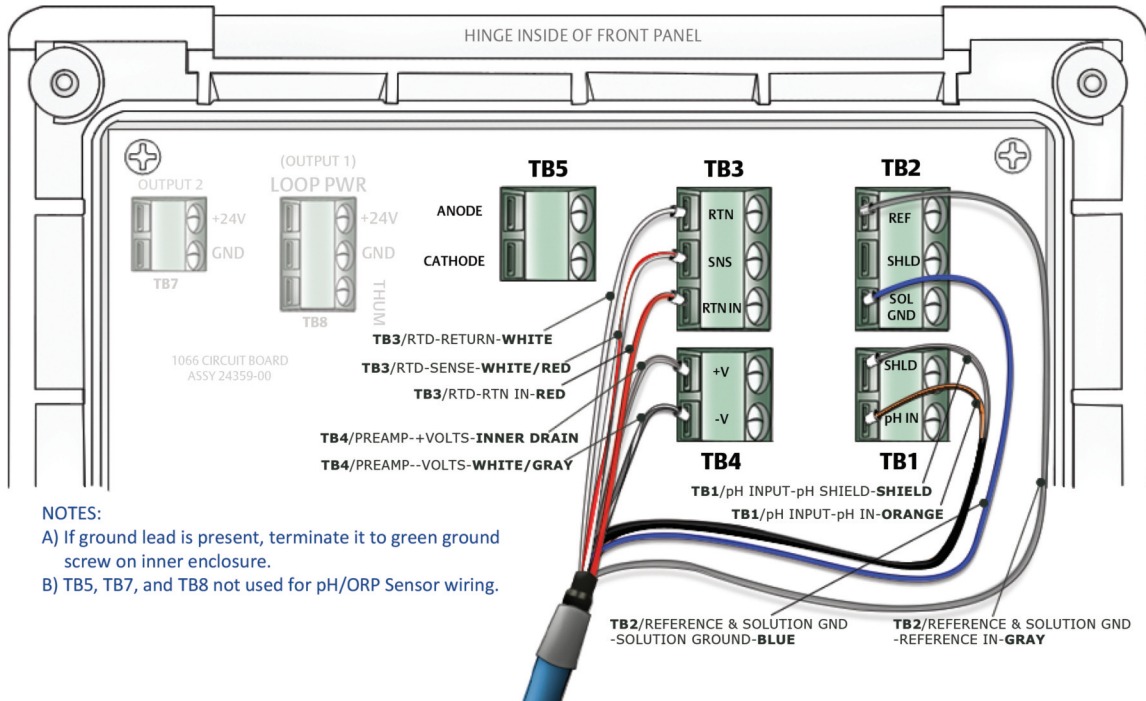 HINGE INSIDE OF FRONT PANEL
OUTPUT 2
+24V
GND
TB7
(OUTPUT 1)
LOOP PWR
+24V
GND
THUM
TB8
1066 CIRCUIT BOARD
ASSY 24359-00
TB5
ANODE
CATHODE
TB3
RTN
SNS
RTN IN
TB2
REF
SHLD
SOL
GND
+V
-V
TB4
SHLD
pH IN
TB1
TB3/RTD-RETURN-WHITE
TB3/RTD-SENSE-WHITE/RED
TB3/RTD-RTN IN-RED
TB4/PREAMP-+VOLTS-INNER DRAIN
TB4/PREAMP--VOLTS-WHITE/GRAY
TB1/pH INPUT-pH SHIELD-SHIELD
TB1/pH INPUT-pH IN-ORANGE
TB2/REFERENCE & SOLUTION GND
-SOLUTION GROUND-BLUE
TB2/REFERENCE & SOLUTION GND
-REFERENCE IN-GRAY
NOTES:
A) If ground lead is present, terminate it to green ground
screw on inner enclosure.
B) TB5, TB7, and TB8 not used for pH/ORP Sensor wiring.